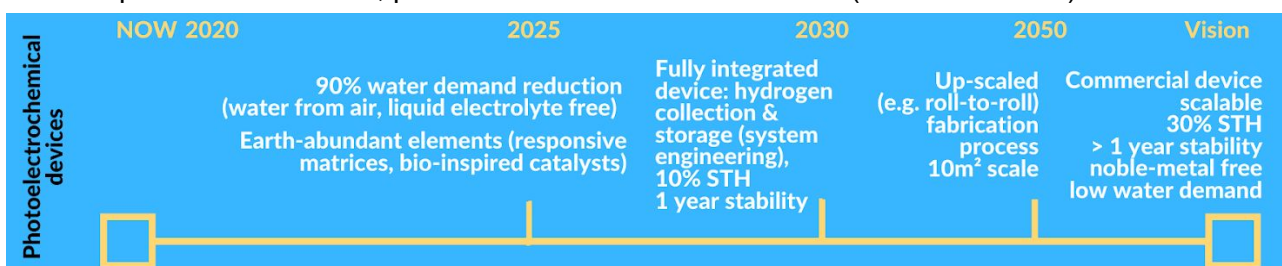 NOW 2020
2025
2030
2050
Vision
Photoelectrochemical
devices
90% water demand reduction
(water from air, liquid electrolyte free)
Earth-abundant elements (responsive
matrices, bio-inspired catalysts)
Fully integrated
device: hydrogen
collection &
storage (system
engineering),
10% STH
1 year stability
Up-scaled
(e.g. roll-to-roll)
fabrication
process
10m² scale
Commercial device
scalable
30% STH
> 1 year stability
noble-metal free
low water demand